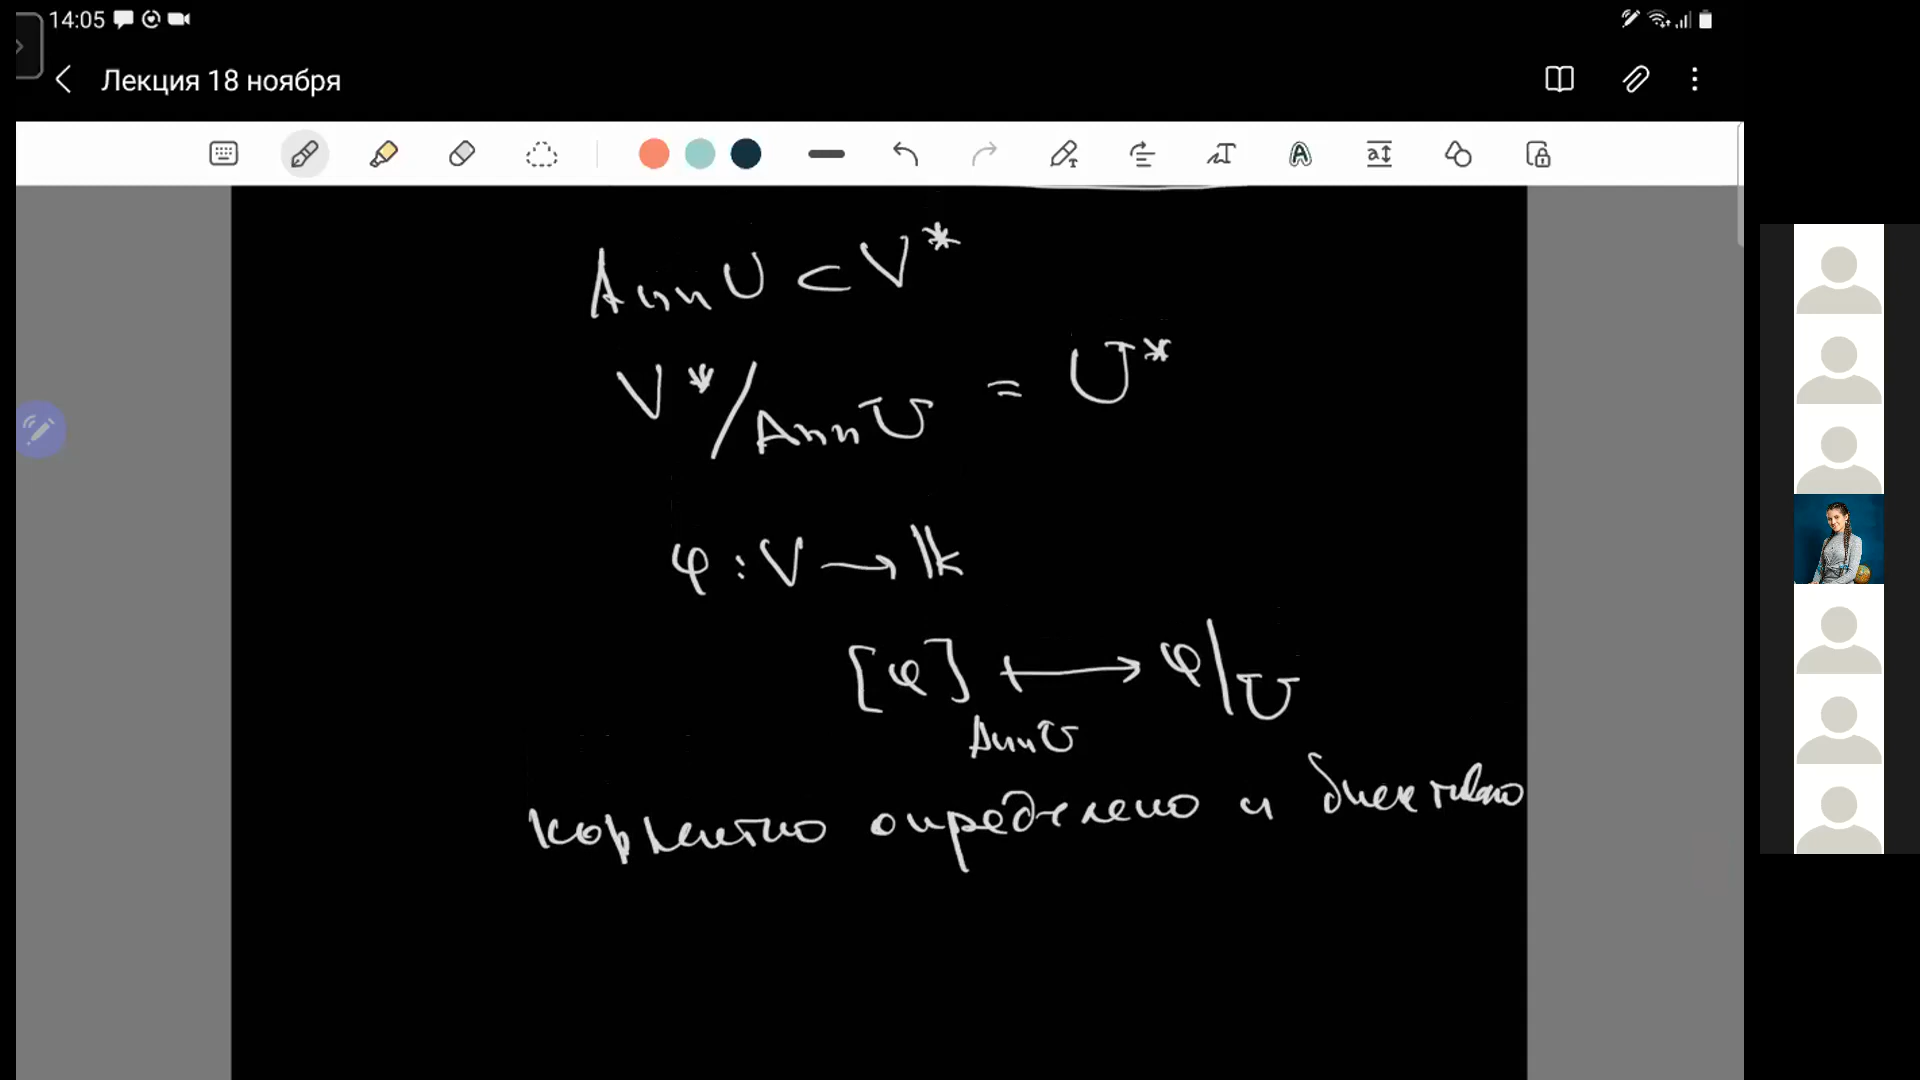 14:05
Лекция 18 ноября
Ann U ⊂ V*
V*/Ann U = U*
φ : V → 𝕜
[φ] ⟼ φ|U
Ann U
корректно определено и биективно